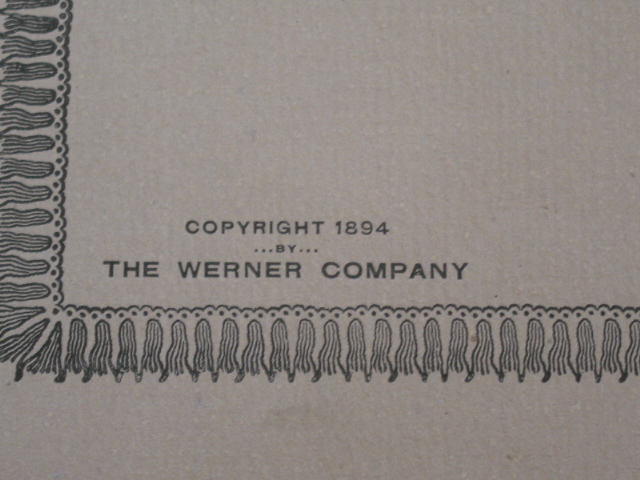 COPYRIGHT 1894
...BY...
THE WERNER COMPANY